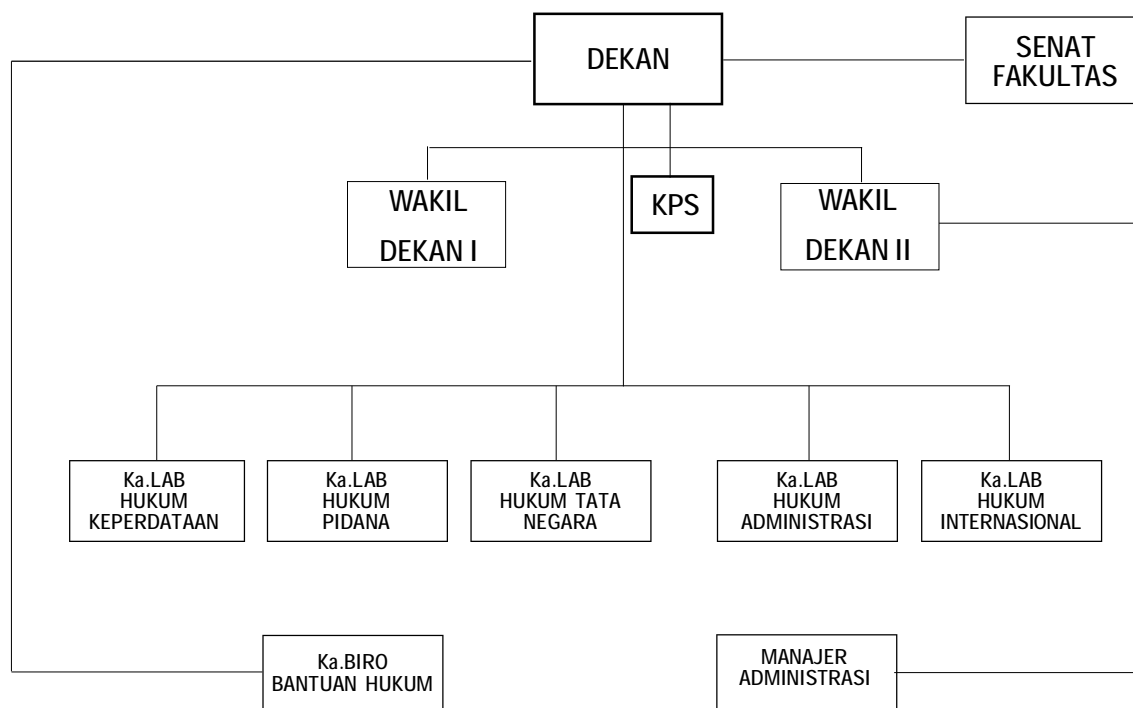 DEKAN
SENAT
FAKULTAS
WAKIL
DEKAN I
KPS
WAKIL
DEKAN II
Ka.LAB
HUKUM
KEPERDATAAN
Ka.LAB
HUKUM
PIDANA
Ka.LAB
HUKUM TATA
NEGARA
Ka.LAB
HUKUM
ADMINISTRASI
Ka.LAB
HUKUM
INTERNASIONAL
Ka.BIRO
BANTUAN HUKUM
MANAJER
ADMINISTRASI